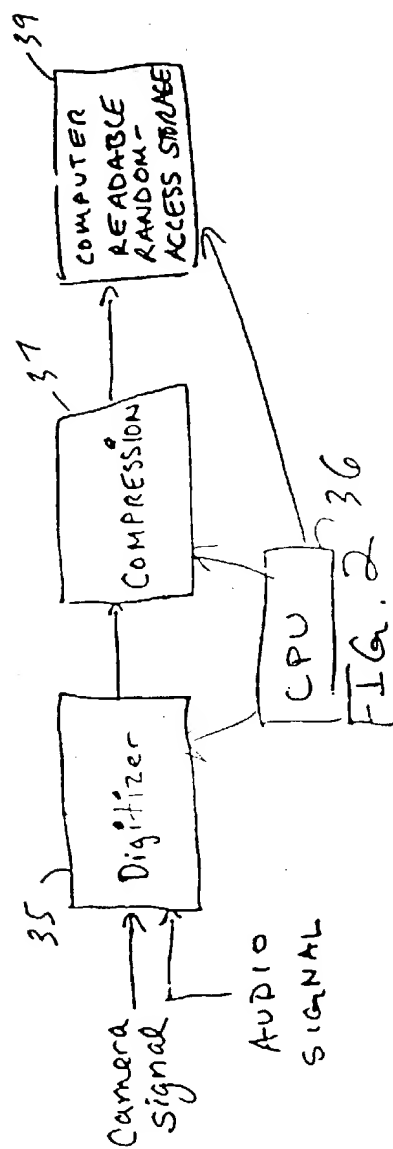 35
37
39
Camera
signal
AUDIO
SIGNAL
Digitizer
COMPRESSION
COMPUTER
READABLE
RANDOM-
ACCESS STORAGE
CPU
36
FIG. 2